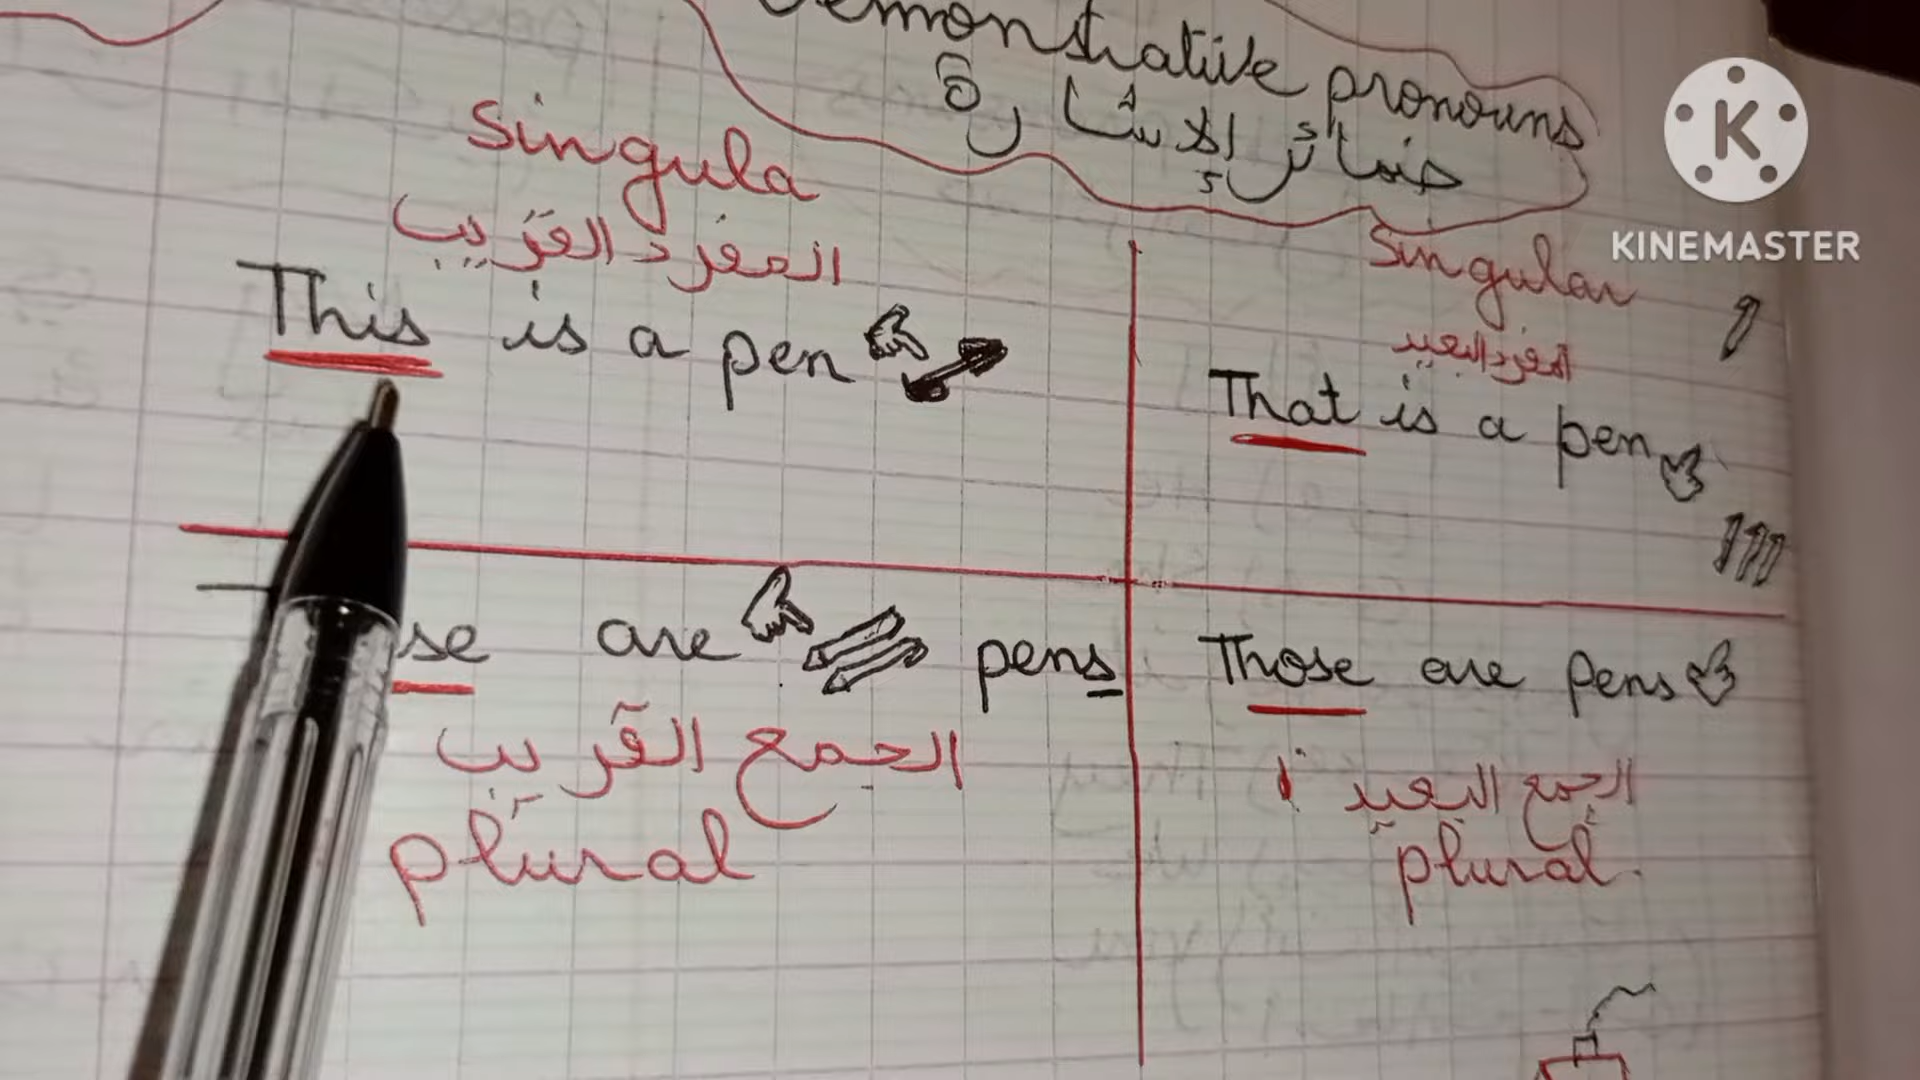 Demonstrative pronouns
ضمائر الإشارة
Singula
المفرد القريب
This is a pen
Singular
المفرد البعيد
That is a pen
se are pens
الجمع القريب
plural
Those are pens
الجمع البعيد
plural.
K
KINEMASTER